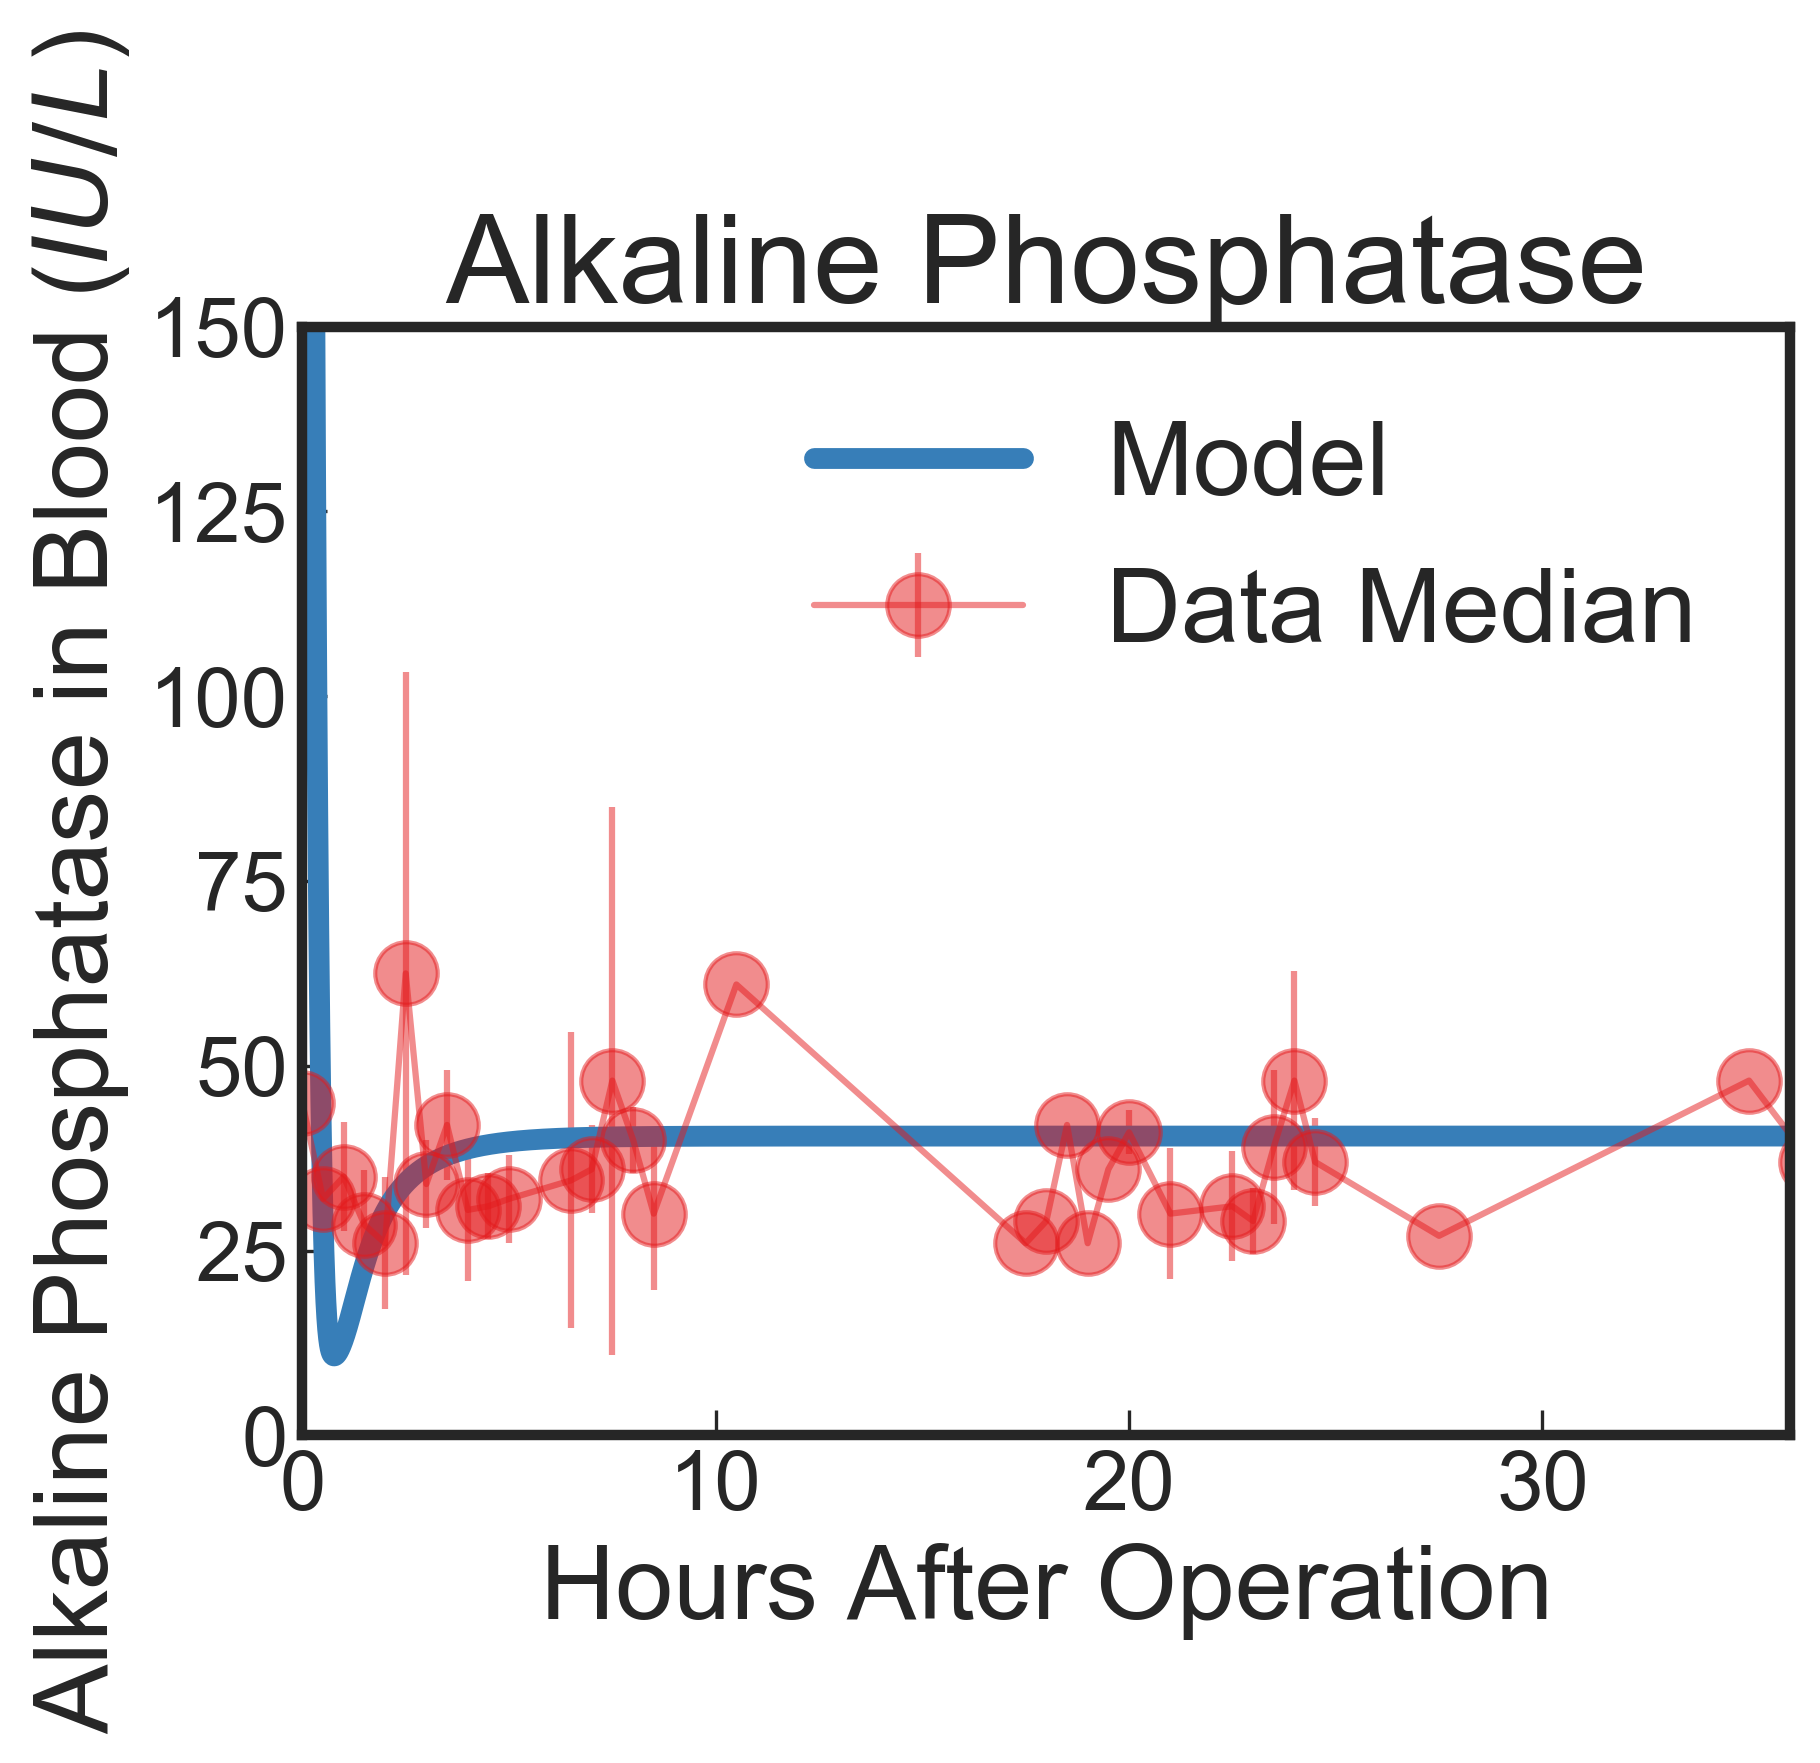 Alkaline Phosphatase
Alkaline Phosphatase in Blood (IU/L)
150
125
100
75
50
25
0
Model
Data Median
0 10 20 30
Hours After Operation